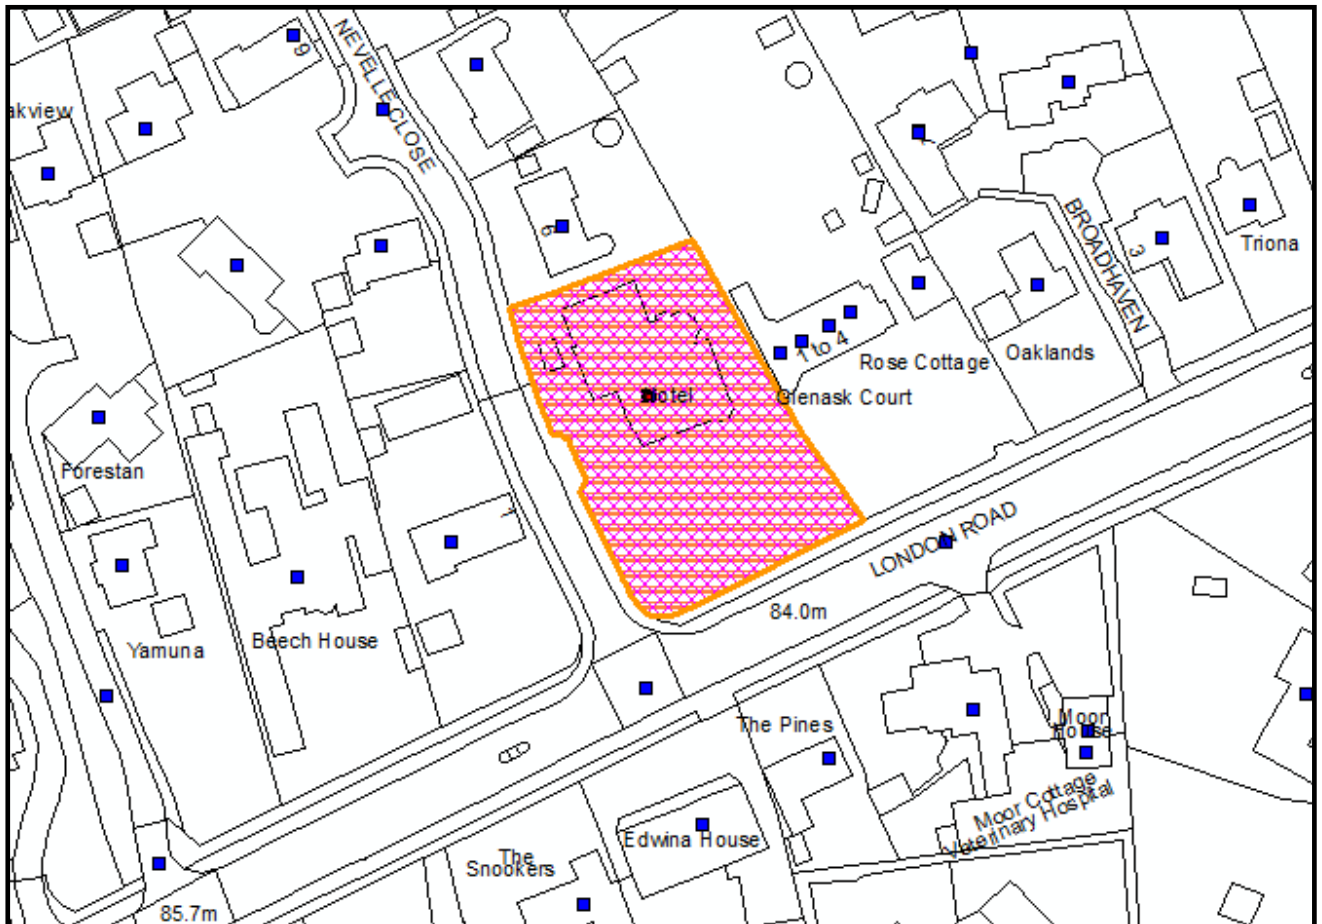 9
NEVELLE CLOSE
akview
6
BROADHAVEN
3
Triona
1 to 4
Rose Cottage
Oaklands
Hotel
Glenask Court
Forestan
1
LONDON ROAD
84.0m
Yamuna
Beech House
The Pines
Moor
House
Moor Cottage
Veterinary Hospital
Edwina House
The
Snookers
85.7m